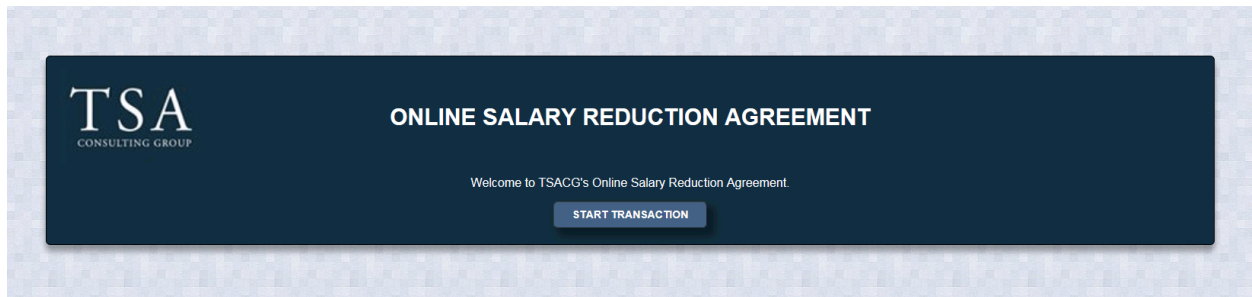 TSA
CONSULTING GROUP
ONLINE SALARY REDUCTION AGREEMENT
Welcome to TSACG's Online Salary Reduction Agreement.
START TRANSACTION